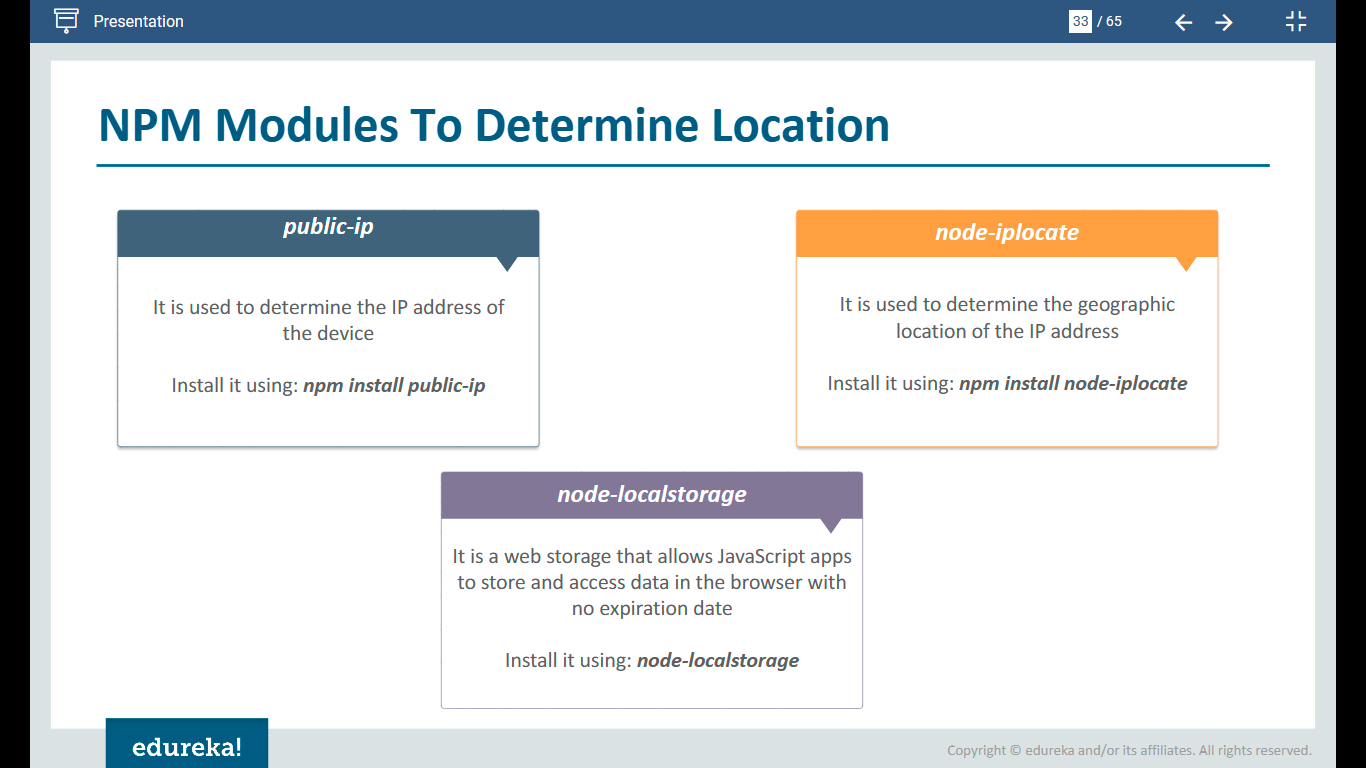 Presentation
33 / 65
NPM Modules To Determine Location
public-ip
It is used to determine the IP address of
the device
Install it using: npm install public-ip
node-iplocate
It is used to determine the geographic
location of the IP address
Install it using: npm install node-iplocate
node-localstorage
It is a web storage that allows JavaScript apps
to store and access data in the browser with
no expiration date
Install it using: node-localstorage
edureka!
Copyright © edureka and/or its affiliates. All rights reserved.